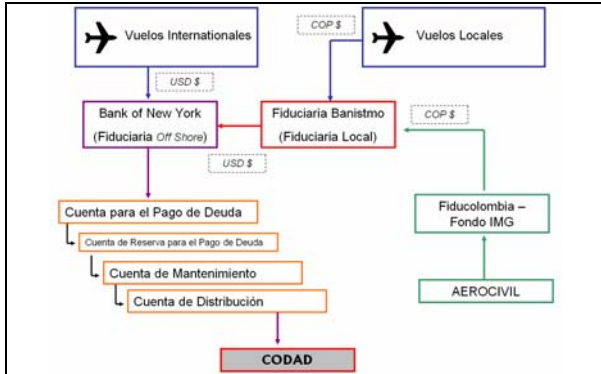 Vuelos Internationales
COP $
Vuelos Locales
USD $
Bank of New York
(Fiduciaria Off Shore)
Fiduciaria Banistmo
(Fiduciaria Local)
COP $
USD $
Cuenta para el Pago de Deuda
Cuenta de Reserva para el Pago de Deuda
Cuenta de Mantenimiento
Cuenta de Distribución
Fiducolombia –
Fondo IMG
AEROCIVIL
CODAD